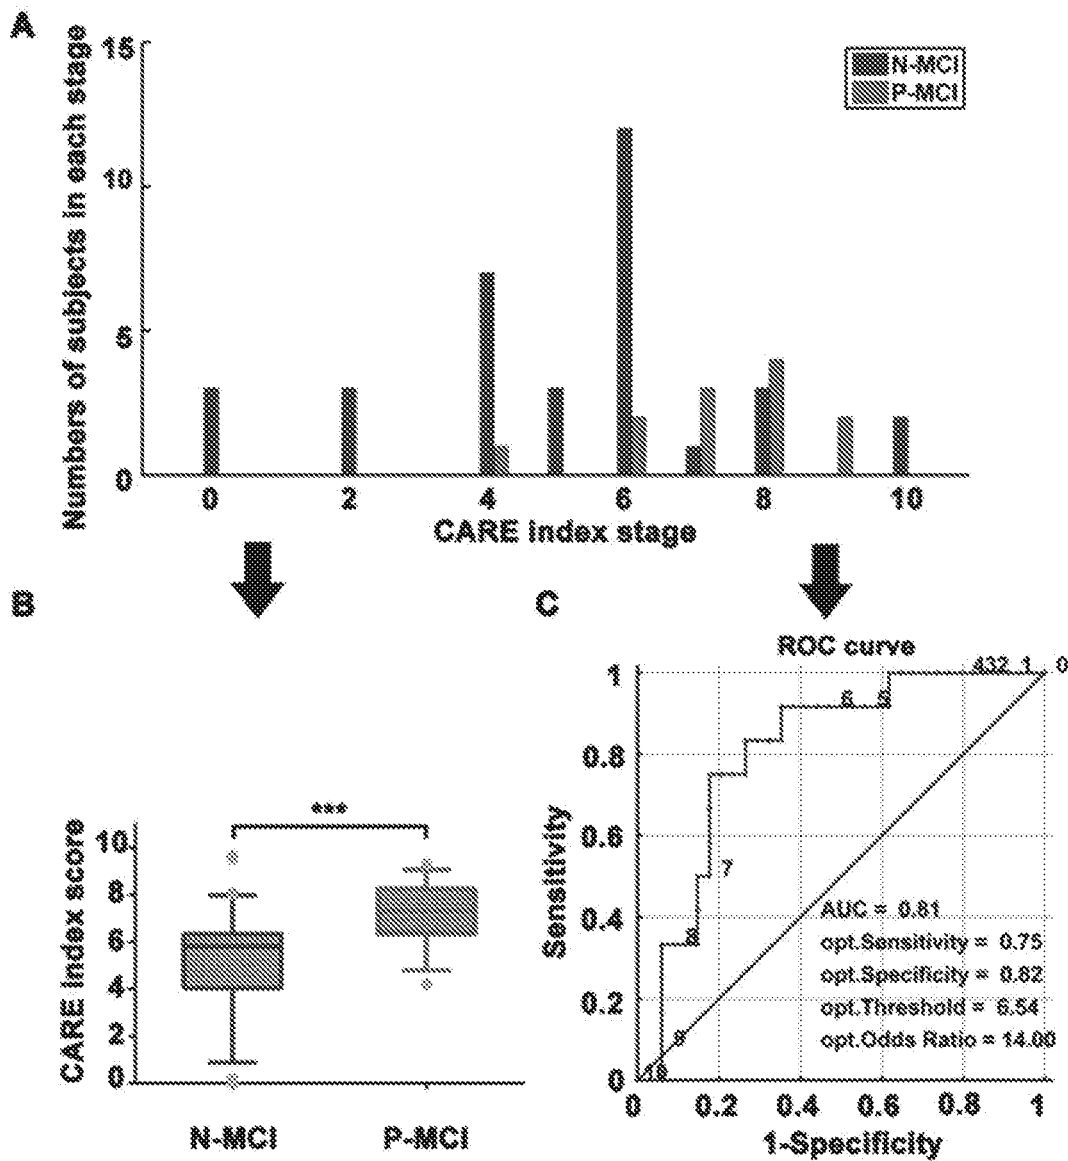 A
Numbers of subjects in each stage
15
10
5
0
N-MCI
P-MCI
0 2 4 6 8 10
CARE index stage
B
CARE index score
10
8
6
4
2
0
***
N-MCI P-MCI
C
ROC curve
Sensitivity
1
0.8
0.6
0.4
0.2
0
432 1 0
6 5
7
8
9
10
AUC = 0.81
opt.Sensitivity = 0.75
opt.Specificity = 0.82
opt.Threshold = 6.54
opt.Odds Ratio = 14.00
0 0.2 0.4 0.6 0.8 1
1-Specificity